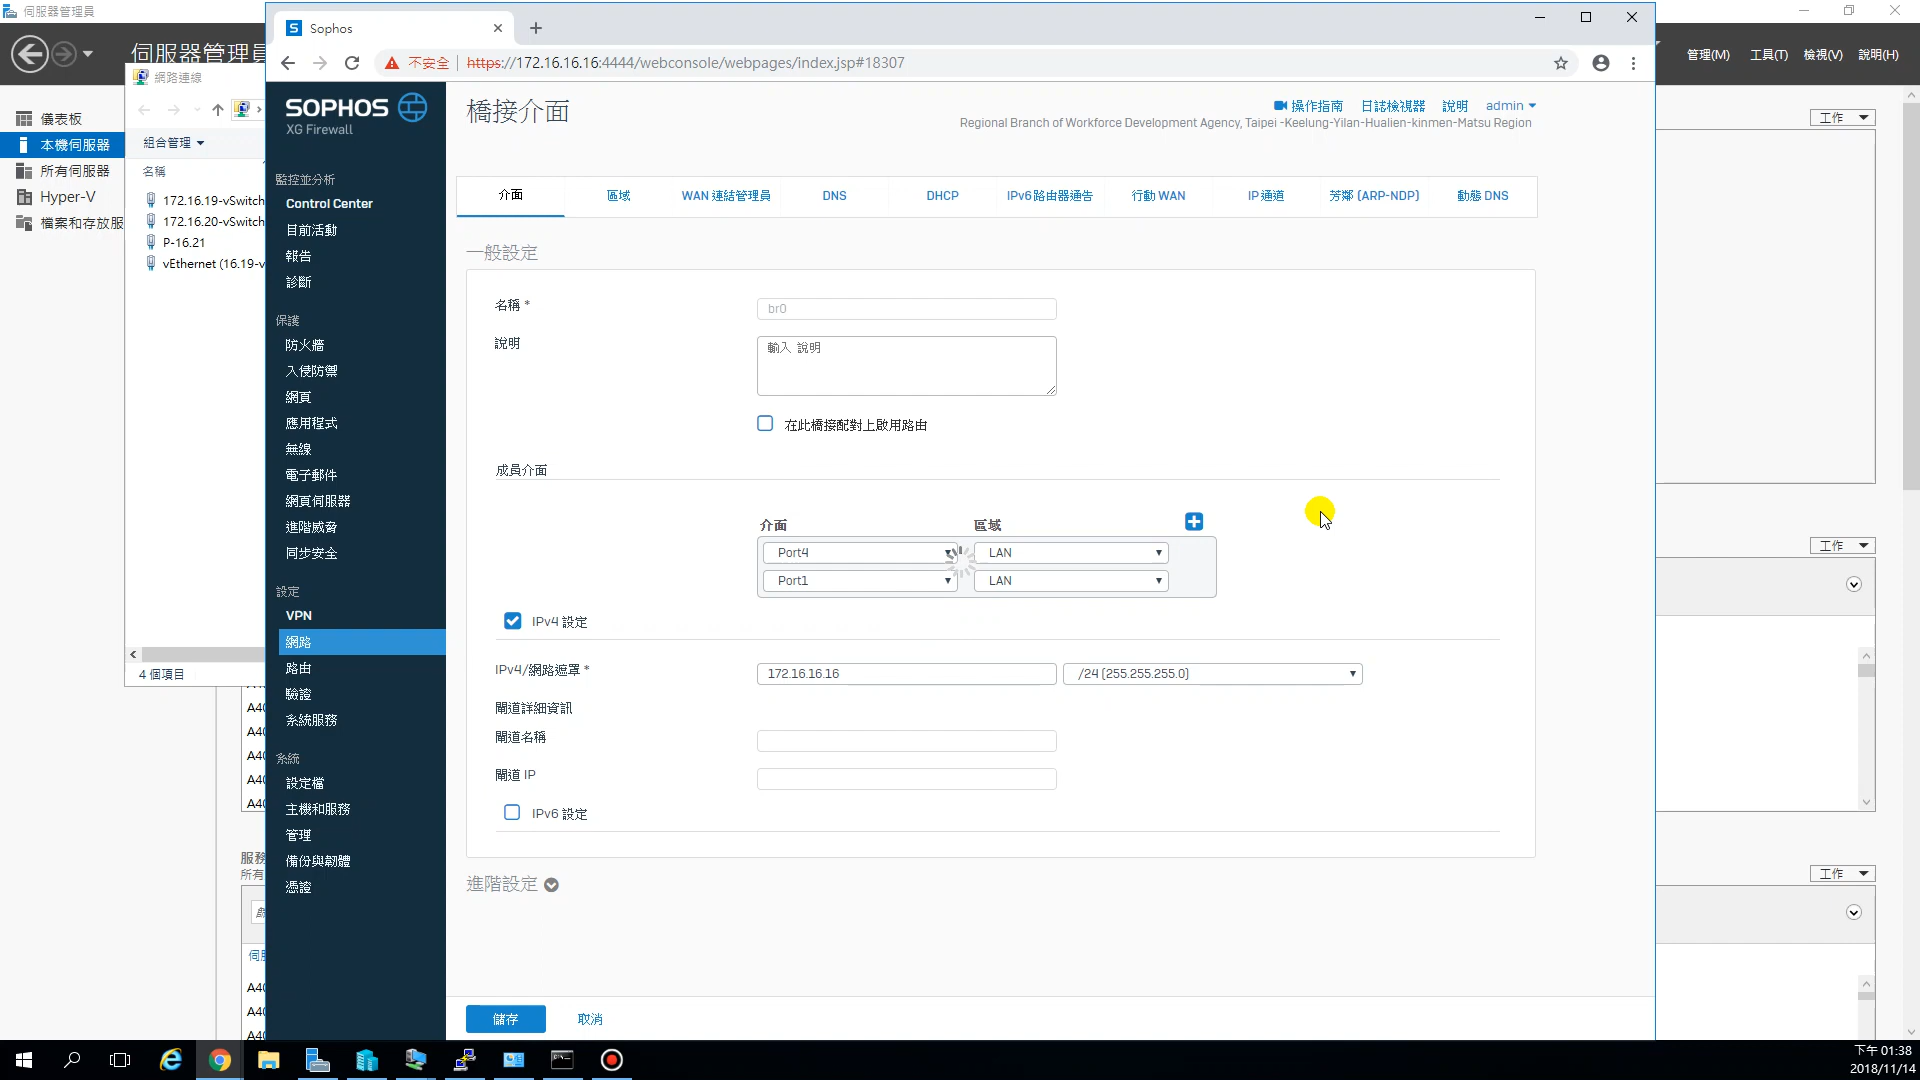 伺服器管理員
伺服器管理員
管理(M)
工具(T)
檢視(V)
說明(H)
儀表板
本機伺服器
所有伺服器
Hyper-V
檔案和存放服
網路連線
組合管理
名稱
172.16.19-vSwitch
172.16.20-vSwitch
P-16.21
vEthernet (16.19-v
4 個項目
Sophos
不安全
https://172.16.16.16:4444/webconsole/webpages/index.jsp#18307
SOPHOS
XG Firewall
監控並分析
Control Center
目前活動
報告
診斷
保護
防火牆
入侵防禦
網頁
應用程式
無線
電子郵件
網頁伺服器
進階威脅
同步安全
設定
VPN
網路
路由
驗證
系統服務
系統
設定檔
主機和服務
管理
備份與韌體
憑證
橋接介面
操作指南
日誌檢視器
說明
admin
Regional Branch of Workforce Development Agency, Taipei -Keelung-Yilan-Hualien-kinmen-Matsu Region
介面
區域
WAN 連結管理員
DNS
DHCP
IPv6路由器通告
行動 WAN
IP通道
芳鄰 (ARP-NDP)
動態 DNS
一般設定
名稱 *
br0
說明
輸入 說明
在此橋接配對上啟用路由
成員介面
介面
區域
Port4
LAN
Port1
LAN
IPv4 設定
IPv4/網路遮罩 *
172.16.16.16
/24 (255.255.255.0)
閘道詳細資訊
閘道名稱
閘道 IP
IPv6 設定
進階設定
儲存
取消
工作
工作
工作
A40
A40
A40
A40
A40
服務
所有
伺服
A40
A40
A40
下午 01:38
2018/11/14